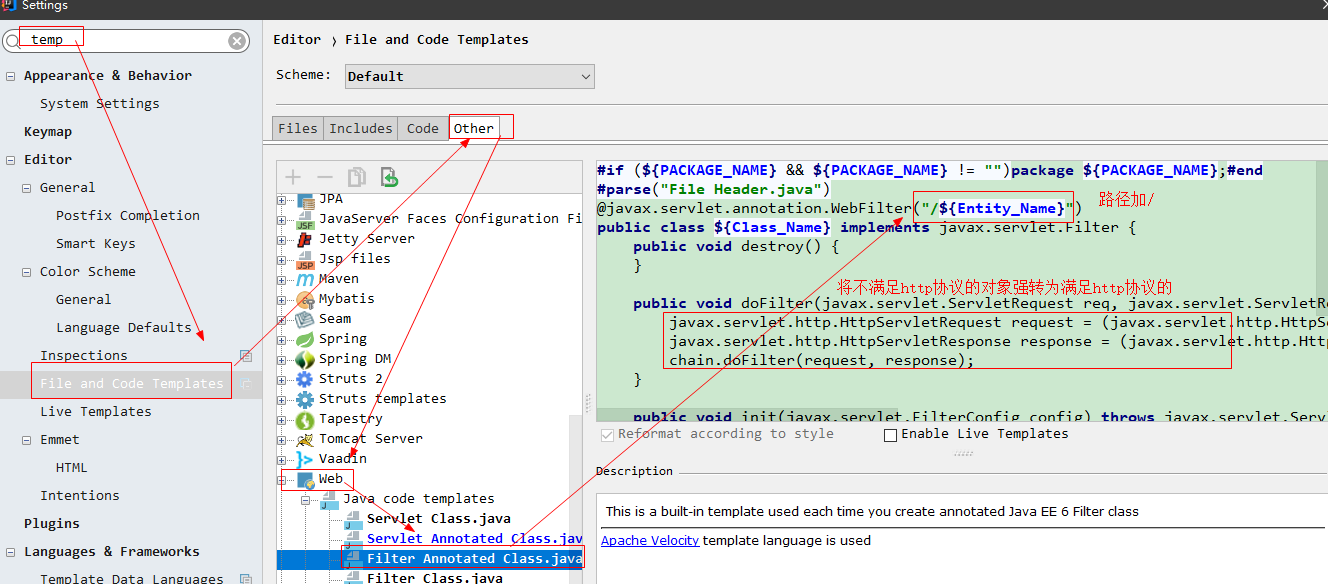 Settings
temp
Appearance & Behavior
System Settings
Keymap
Editor
General
Postfix Completion
Smart Keys
Color Scheme
General
Language Defaults
Inspections
File and Code Templates
Live Templates
Emmet
HTML
Intentions
Plugins
Languages & Frameworks
Template Data Languages
Editor › File and Code Templates
Scheme: Default
Files Includes Code Other
JPA
JavaServer Faces Configuration Fi
Jetty Server
Jsp files
Maven
Mybatis
Seam
Spring
Spring DM
Struts 2
Struts templates
Tapestry
Tomcat Server
Vaadin
Web
Java code templates
Servlet Class.java
Servlet Annotated Class.jav
Filter Annotated Class.java
Filter Class.java
#if (${PACKAGE_NAME} && ${PACKAGE_NAME} != "")package ${PACKAGE_NAME};#end
#parse("File Header.java")
@javax.servlet.annotation.WebFilter("/${Entity_Name}") 路径加/
public class ${Class_Name} implements javax.servlet.Filter {
public void destroy() {
}
将不满足http协议的对象强转为满足http协议的
public void doFilter(javax.servlet.ServletRequest req, javax.servlet.ServletRe
javax.servlet.http.HttpServletRequest request = (javax.servlet.http.HttpS
javax.servlet.http.HttpServletResponse response = (javax.servlet.http.Htt
chain.doFilter(request, response);
}
public void init(javax.servlet.FilterConfig config) throws javax.servlet.Serv
Reformat according to style Enable Live Templates
Description
This is a built-in template used each time you create annotated Java EE 6 Filter class
Apache Velocity template language is used